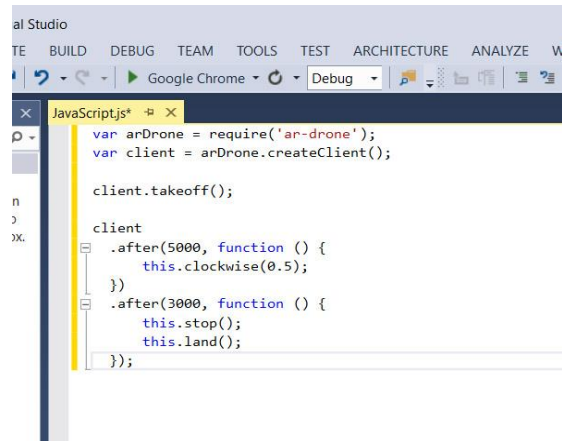 al Studio
TE BUILD DEBUG TEAM TOOLS TEST ARCHITECTURE ANALYZE W
Google Chrome Debug
JavaScript.js*
var arDrone = require('ar-drone');
var client = arDrone.createClient();
client.takeoff();
client
.after(5000, function () {
this.clockwise(0.5);
})
.after(3000, function () {
this.stop();
this.land();
});
n
ox.